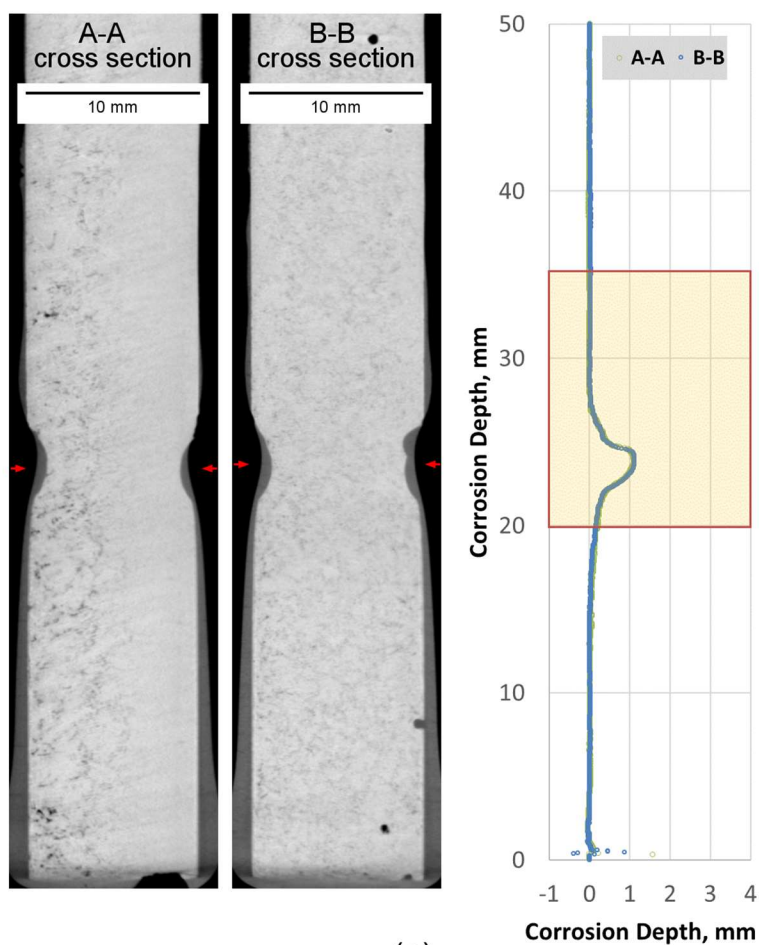 A-A
cross section
10 mm
B-B
cross section
10 mm
A-A B-B
50
40
30
20
10
0
-1 0 1 2 3 4
Corrosion Depth, mm
Corrosion Depth, mm